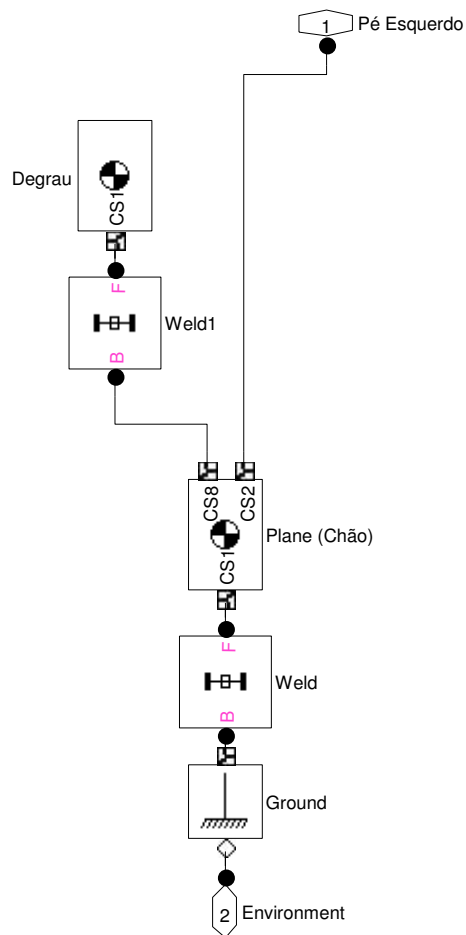 1
Pé Esquerdo
Degrau
CS1
F
Weld1
B
CS8
CS2
Plane (Chão)
CS1
F
Weld
B
Ground
2
Environment